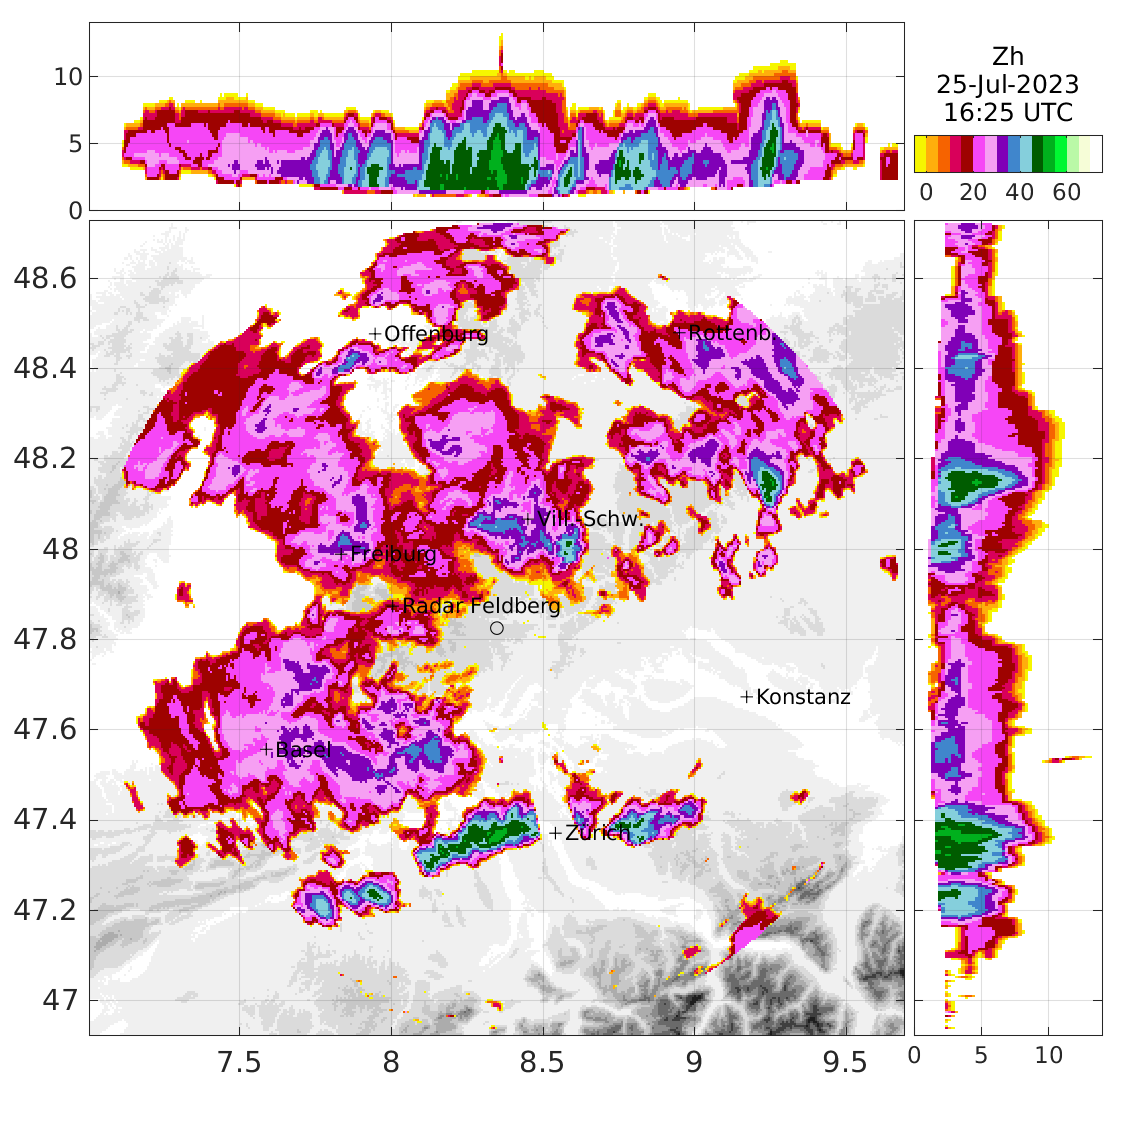 Zh
25-Jul-2023
16:25 UTC
0 20 40 60
10
5
0
48.6
48.4
48.2
48
47.8
47.6
47.4
47.2
47
+Offenburg
+Rottenb.
+Vill.-Schw.
+Freiburg
+Radar Feldberg
+Konstanz
+Basel
+Zürich
7.5 8 8.5 9 9.5
0 5 10